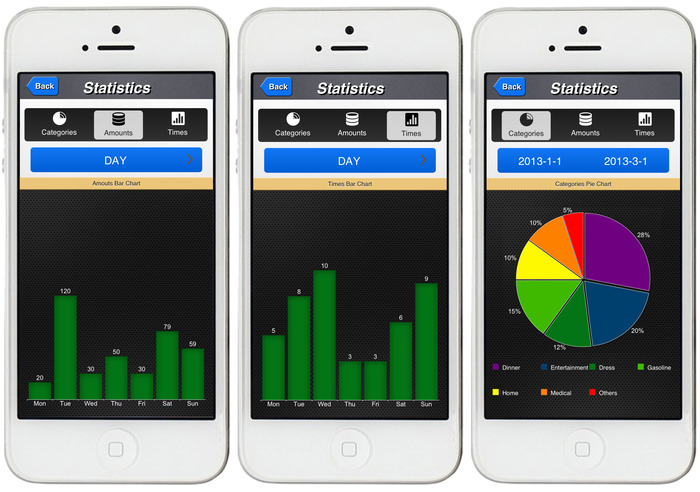 Back Statistics
Categories Amounts Times
DAY
Amouts Bar Chart
120
79
59
50
30
30
20
Mon Tue Wed Thu Fri Sat Sun
Back Statistics
Categories Amounts Times
DAY
Times Bar Chart
10
9
8
6
5
3 3
Mon Tue Wed Thu Fri Sat Sun
Back Statistics
Categories Amounts Times
2013-1-1 2013-3-1
Categories Pie Chart
5%
10%
28%
10%
15%
20%
12%
Dinner Entertainment Dress Gasoline
Home Medical Others